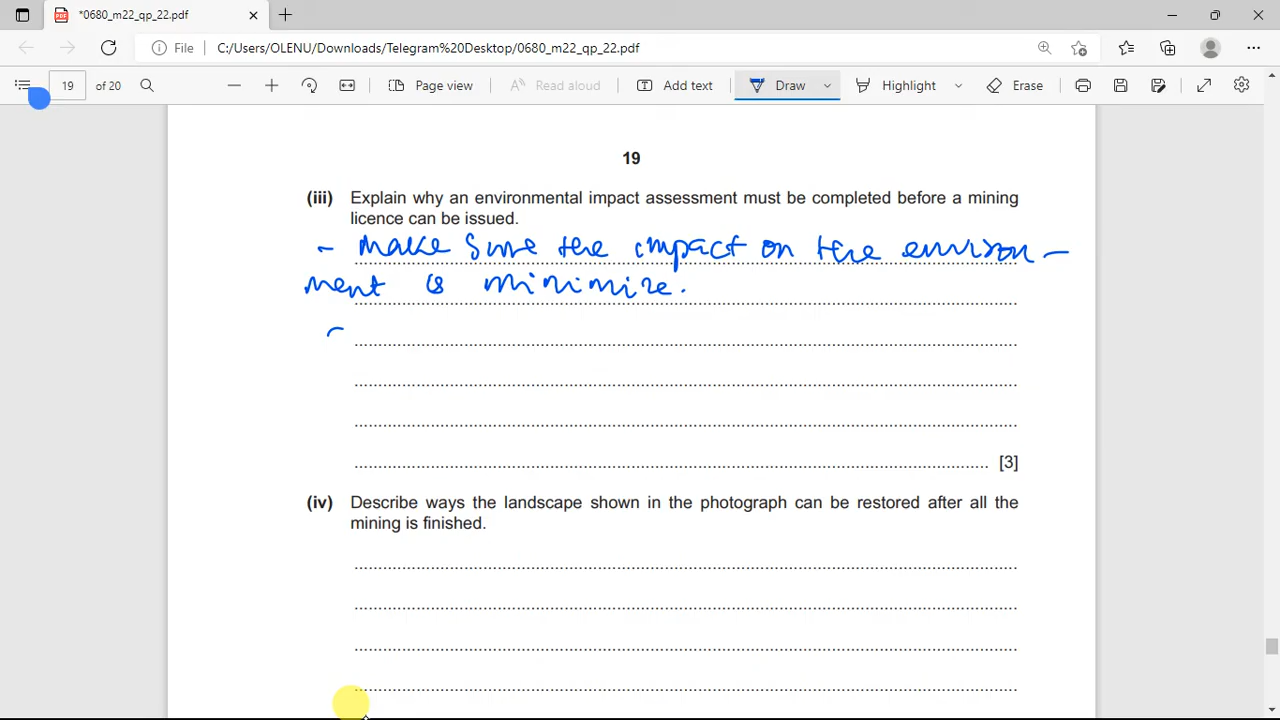 *0680_m22_qp_22.pdf
File C:/Users/OLENU/Downloads/Telegram%20Desktop/0680_m22_qp_22.pdf
19 of 20 Page view Read aloud Add text Draw Highlight Erase
19
(iii) Explain why an environmental impact assessment must be completed before a mining
licence can be issued.
- Make sure the impact on the environ -
ment is minimize.
[3]
(iv) Describe ways the landscape shown in the photograph can be restored after all the
mining is finished.